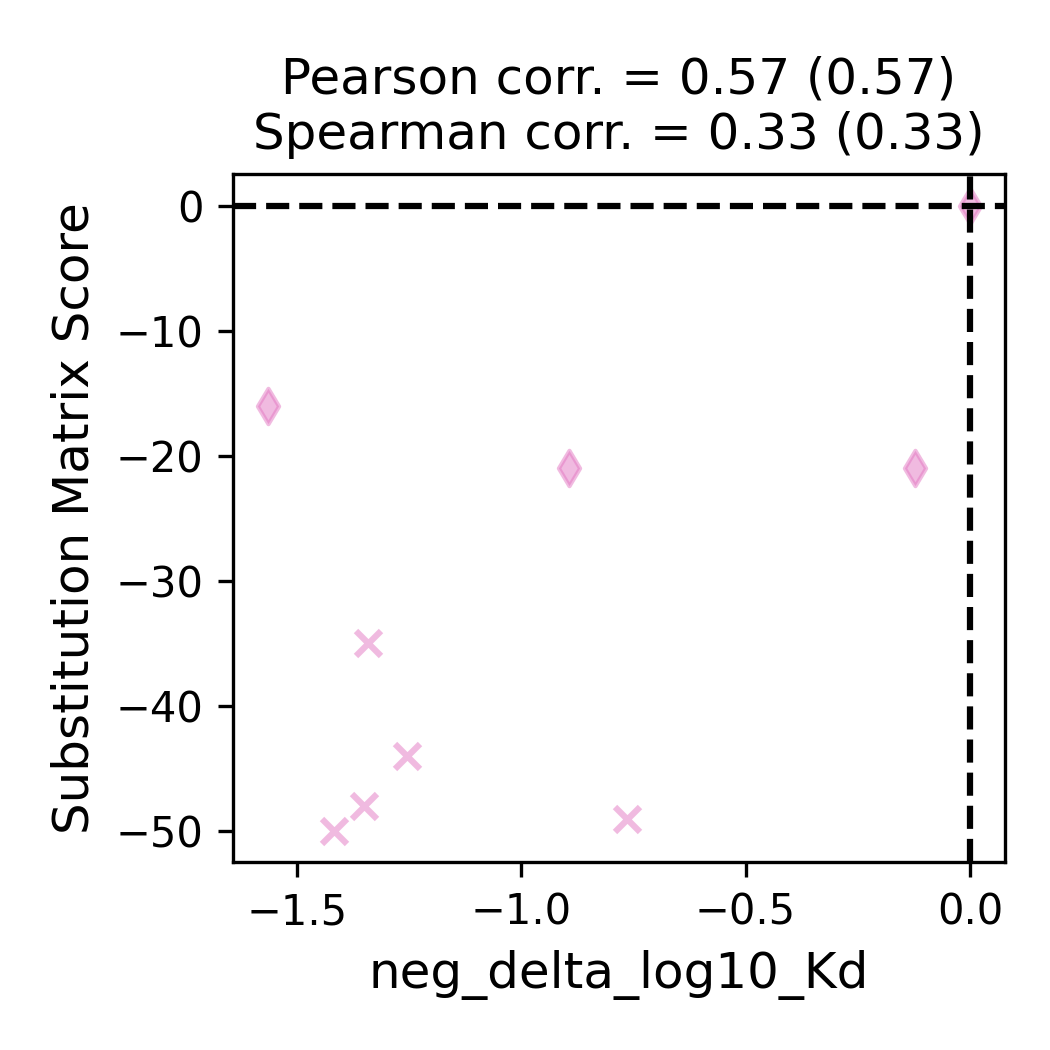 Pearson corr. = 0.57 (0.57)
Spearman corr. = 0.33 (0.33)
Substitution Matrix Score
0
−10
−20
−30
−40
−50
−1.5 −1.0 −0.5 0.0
neg_delta_log10_Kd